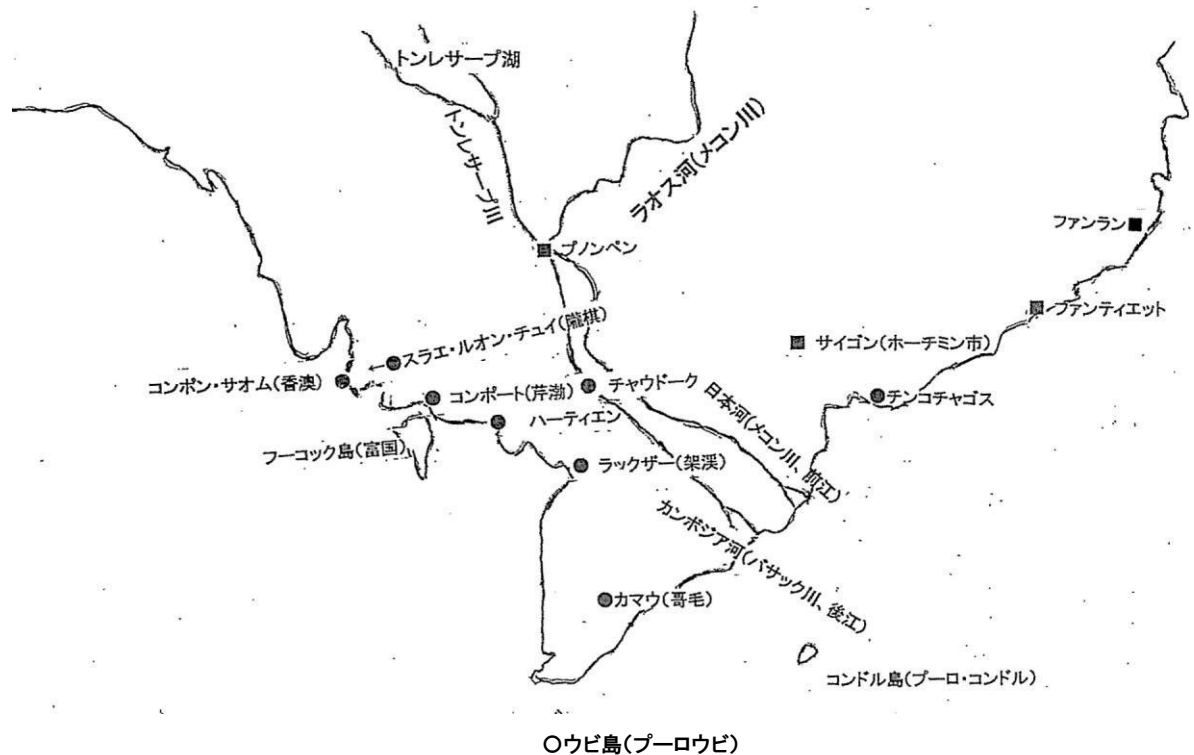 トンレサープ湖
トンレサープ川
ラオス河(メコン川)
プノンペン
ファンラン
ファンティエット
サイゴン(ホーチミン市)
←スラエ・ルオン・チュイ(隴棋)
コンポン・サオム(香澳)
コンポート(芹渤)
チャウドーク
チンコチャゴス
ハーティエン
日本河(メコン川、前江)
フーコック島(富国)
ラックザー(架渓)
カンボジア河(バサック川、後江)
カマウ(哥毛)
コンドル島(プーロ・コンドル)
〇ウビ島(プーロウビ)